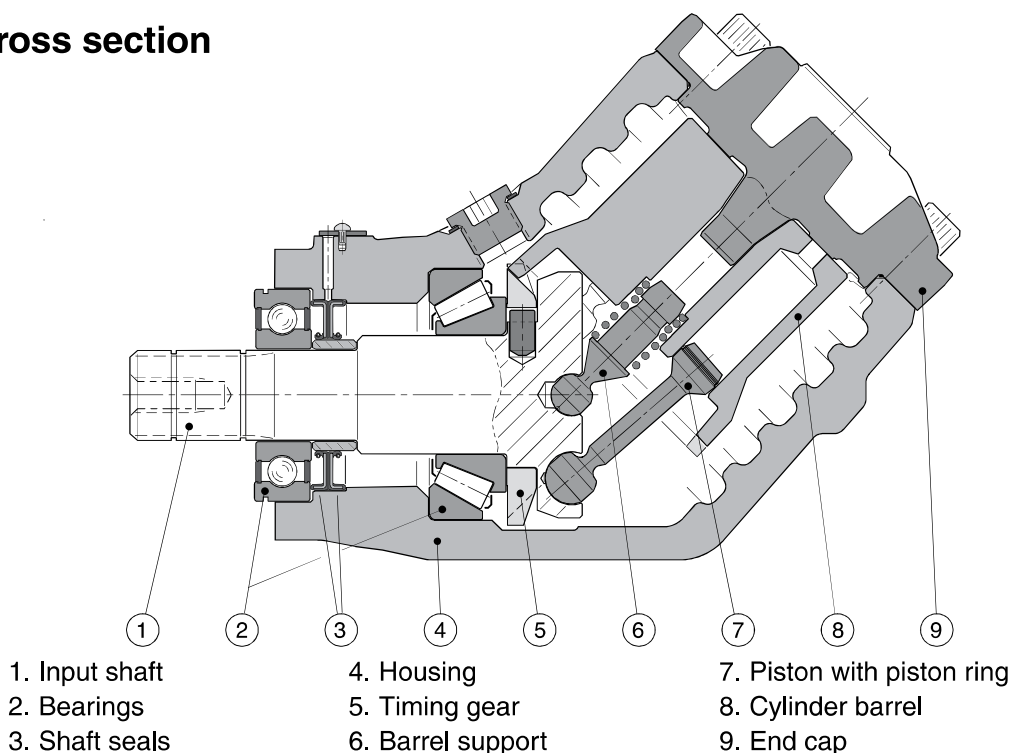 ross section
1 2 3 4 5 6 7 8 9
1. Input shaft
2. Bearings
3. Shaft seals
4. Housing
5. Timing gear
6. Barrel support
7. Piston with piston ring
8. Cylinder barrel
9. End cap